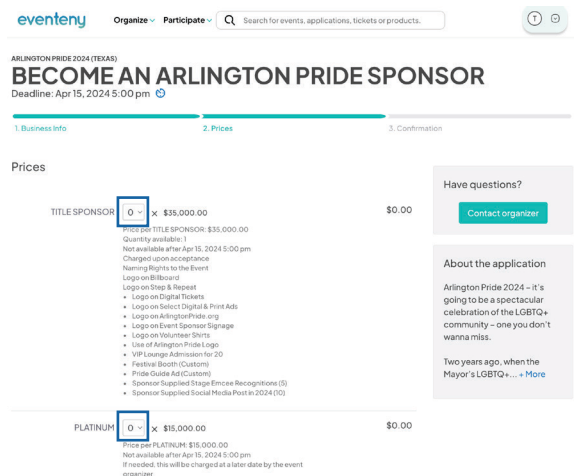 eventeny
Organize Participate Search for events, applications, tickets or products. T
ARLINGTON PRIDE 2024 (TEXAS)
BECOME AN ARLINGTON PRIDE SPONSOR
Deadline: Apr 15, 2024 5:00 pm
1. Business Info 2. Prices 3. Confirmation
Prices
TITLE SPONSOR 0 × $35,000.00 $0.00
Price per TITLE SPONSOR: $35,000.00
Quantity available: 1
Not available after Apr 15, 2024 5:00 pm
Charged upon acceptance
Naming Rights to the Event
Logo on Billboard
Logo on Step & Repeat
• Logo on Digital Tickets
• Logo on Select Digital & Print Ads
• Logo on ArlingtonPride.org
• Logo on Event Sponsor Signage
• Logo on Volunteer Shirts
• Use of Arlington Pride Logo
• VIP Lounge Admission for 20
• Festival Booth (Custom)
• Pride Guide Ad (Custom)
• Sponsor Supplied Stage Emcee Recognitions (5)
• Sponsor Supplied Social Media Post in 2024 (10)
PLATINUM 0 × $15,000.00 $0.00
Price per PLATINUM: $15,000.00
Not available after Apr 15, 2024 5:00 pm
If needed, this will be charged at a later date by the event
organizer
Have questions?
Contact organizer
About the application
Arlington Pride 2024 – it's
going to be a spectacular
celebration of the LGBTQ+
community – one you don't
wanna miss.
Two years ago, when the
Mayor's LGBTQ+... + More